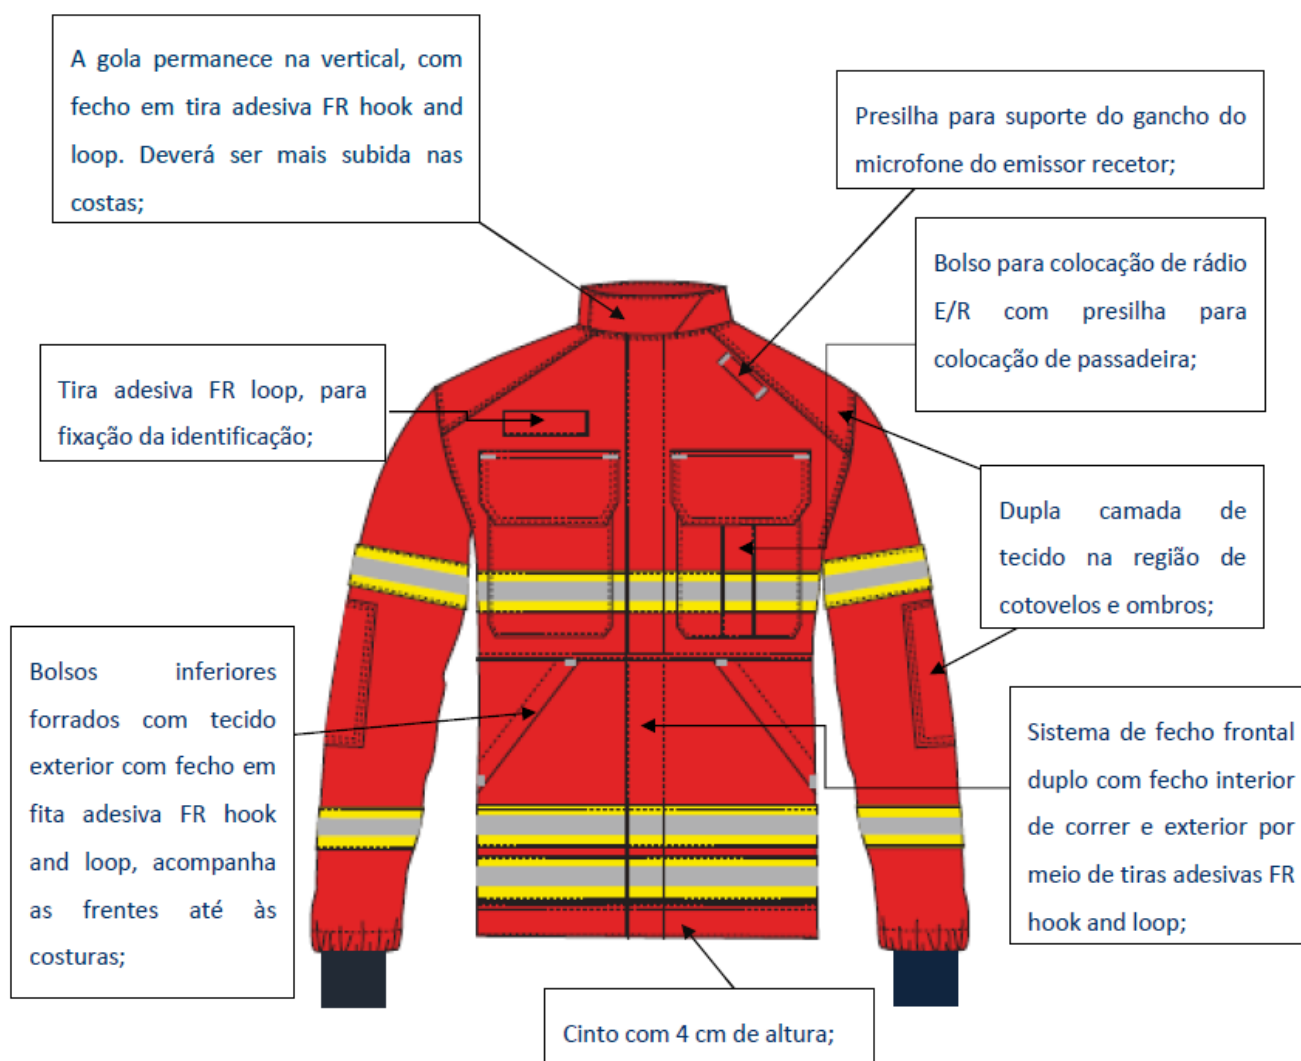 A gola permanece na vertical, com
fecho em tira adesiva FR hook and
loop. Deverá ser mais subida nas
costas;
Presilha para suporte do gancho do
microfone do emissor recetor;
Bolso para colocação de rádio
E/R com presilha para
colocação de passadeira;
Tira adesiva FR loop, para
fixação da identificação;
Dupla camada de
tecido na região de
cotovelos e ombros;
Bolsos inferiores
forrados com tecido
exterior com fecho em
fita adesiva FR hook
and loop, acompanha
as frentes até às
costuras;
Sistema de fecho frontal
duplo com fecho interior
de correr e exterior por
meio de tiras adesivas FR
hook and loop;
Cinto com 4 cm de altura;